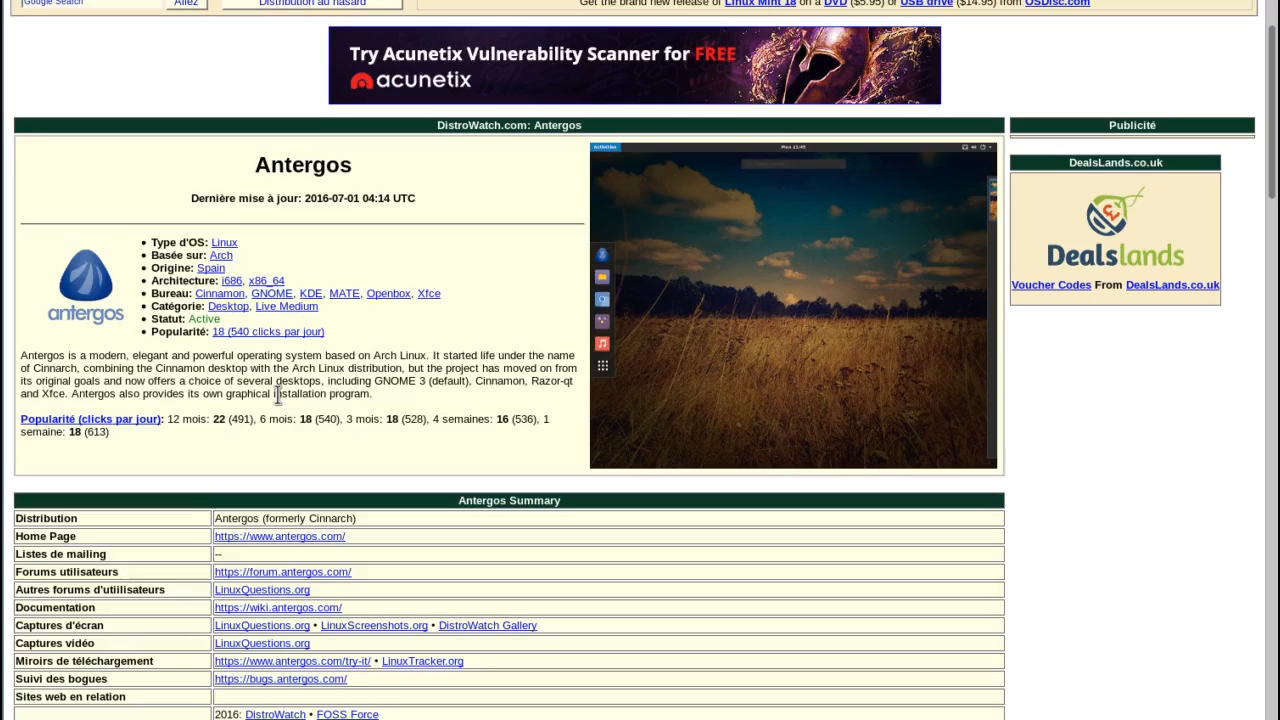 Google Search
Allez
Distribution au hasard
Get the brand new release of Linux Mint 18 on a DVD ($5.95) or USB drive ($14.95) from OSDisc.com
Try Acunetix Vulnerability Scanner for FREE
acunetix
DistroWatch.com: Antergos
Antergos
Dernière mise à jour: 2016-07-01 04:14 UTC
antergos
• Type d'OS: Linux
• Basée sur: Arch
• Origine: Spain
• Architecture: i686, x86_64
• Bureau: Cinnamon, GNOME, KDE, MATE, Openbox, Xfce
• Catégorie: Desktop, Live Medium
• Statut: Active
• Popularité: 18 (540 clicks par jour)
Antergos is a modern, elegant and powerful operating system based on Arch Linux. It started life under the name
of Cinnarch, combining the Cinnamon desktop with the Arch Linux distribution, but the project has moved on from
its original goals and now offers a choice of several desktops, including GNOME 3 (default), Cinnamon, Razor-qt
and Xfce. Antergos also provides its own graphical installation program.
Popularité (clicks par jour): 12 mois: 22 (491), 6 mois: 18 (540), 3 mois: 18 (528), 4 semaines: 16 (536), 1
semaine: 18 (613)
Activities
Publicité
DealsLands.co.uk
Dealslands
Voucher Codes From DealsLands.co.uk
Antergos Summary
Distribution Antergos (formerly Cinnarch)
Home Page https://www.antergos.com/
Listes de mailing --
Forums utilisateurs https://forum.antergos.com/
Autres forums d'utiilisateurs LinuxQuestions.org
Documentation https://wiki.antergos.com/
Captures d'écran LinuxQuestions.org • LinuxScreenshots.org • DistroWatch Gallery
Captures vidéo LinuxQuestions.org
Miroirs de téléchargement https://www.antergos.com/try-it/ • LinuxTracker.org
Suivi des bogues https://bugs.antergos.com/
Sites web en relation
2016: DistroWatch • FOSS Force